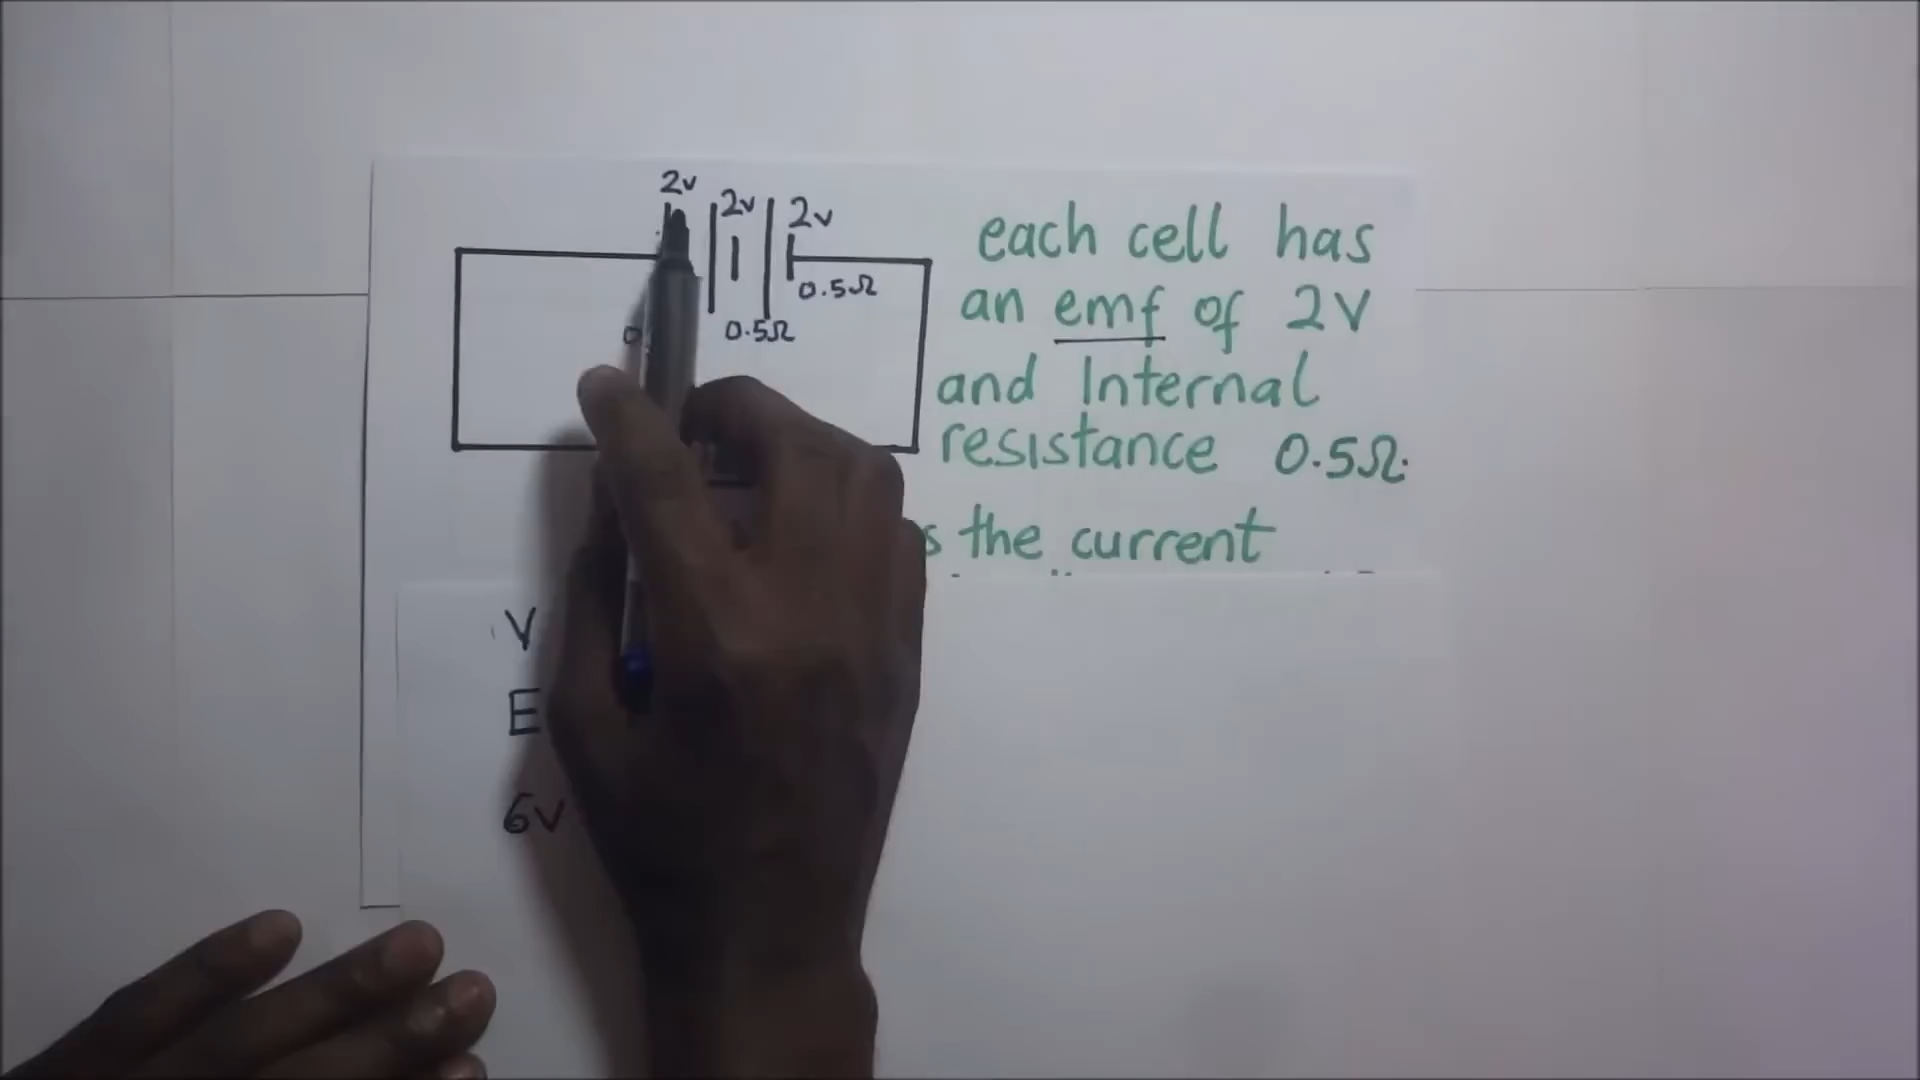 2v
2v
2v
0.5Ω
0.5Ω
each cell has
an emf of 2V
and Internal
resistance 0.5Ω.
s the current
V
E
6v